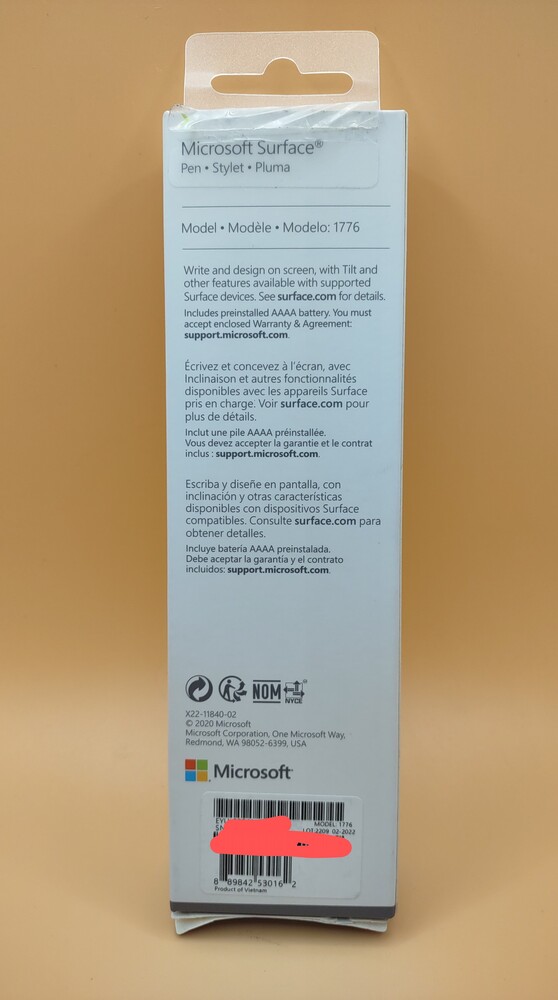 Microsoft Surface®
Pen • Stylet • Pluma
Model • Modèle • Modelo: 1776
Write and design on screen, with Tilt and
other features available with supported
Surface devices. See surface.com for details.
Includes preinstalled AAAA battery. You must
accept enclosed Warranty & Agreement:
support.microsoft.com.
Écrivez et concevez à l'écran, avec
Inclinaison et autres fonctionnalités
disponibles avec les appareils Surface
pris en charge. Voir surface.com pour
plus de détails.
Inclut une pile AAAA préinstallée.
Vous devez accepter la garantie et le contrat
inclus : support.microsoft.com.
Escriba y diseñe en pantalla, con
inclinación y otras características
disponibles con dispositivos Surface
compatibles. Consulte surface.com para
obtener detalles.
Incluye batería AAAA preinstalada.
Debe aceptar la garantía y el contrato
incluidos: support.microsoft.com.
NOM NYCE
X22-11840-02
© 2020 Microsoft
Microsoft Corporation, One Microsoft Way,
Redmond, WA 98052-6399, USA
Microsoft
MODEL: 1776
LOT:2209 02-2022
8 89842 53016 2
Product of Vietnam